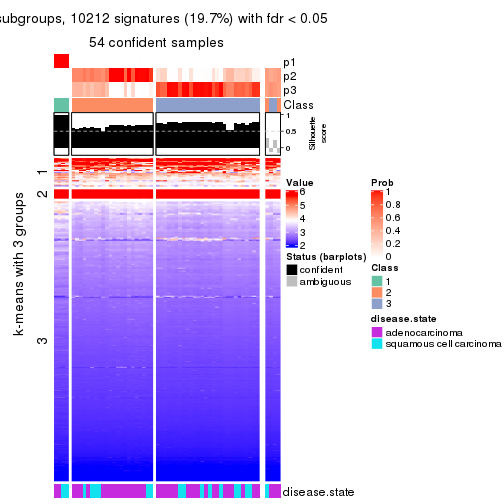 subgroups, 10212 signatures (19.7%) with fdr < 0.05
54 confident samples
p1
p2
p3
Class
1
0.5
0
Silhouette
score
k-means with 3 groups
1
2
3
Value
6
5
4
3
2
Status (barplots)
confident
ambiguous
Prob
1
0.8
0.6
0.4
0.2
0
Class
1
2
3
disease.state
adenocarcinoma
squamous cell carcinoma
disease.state